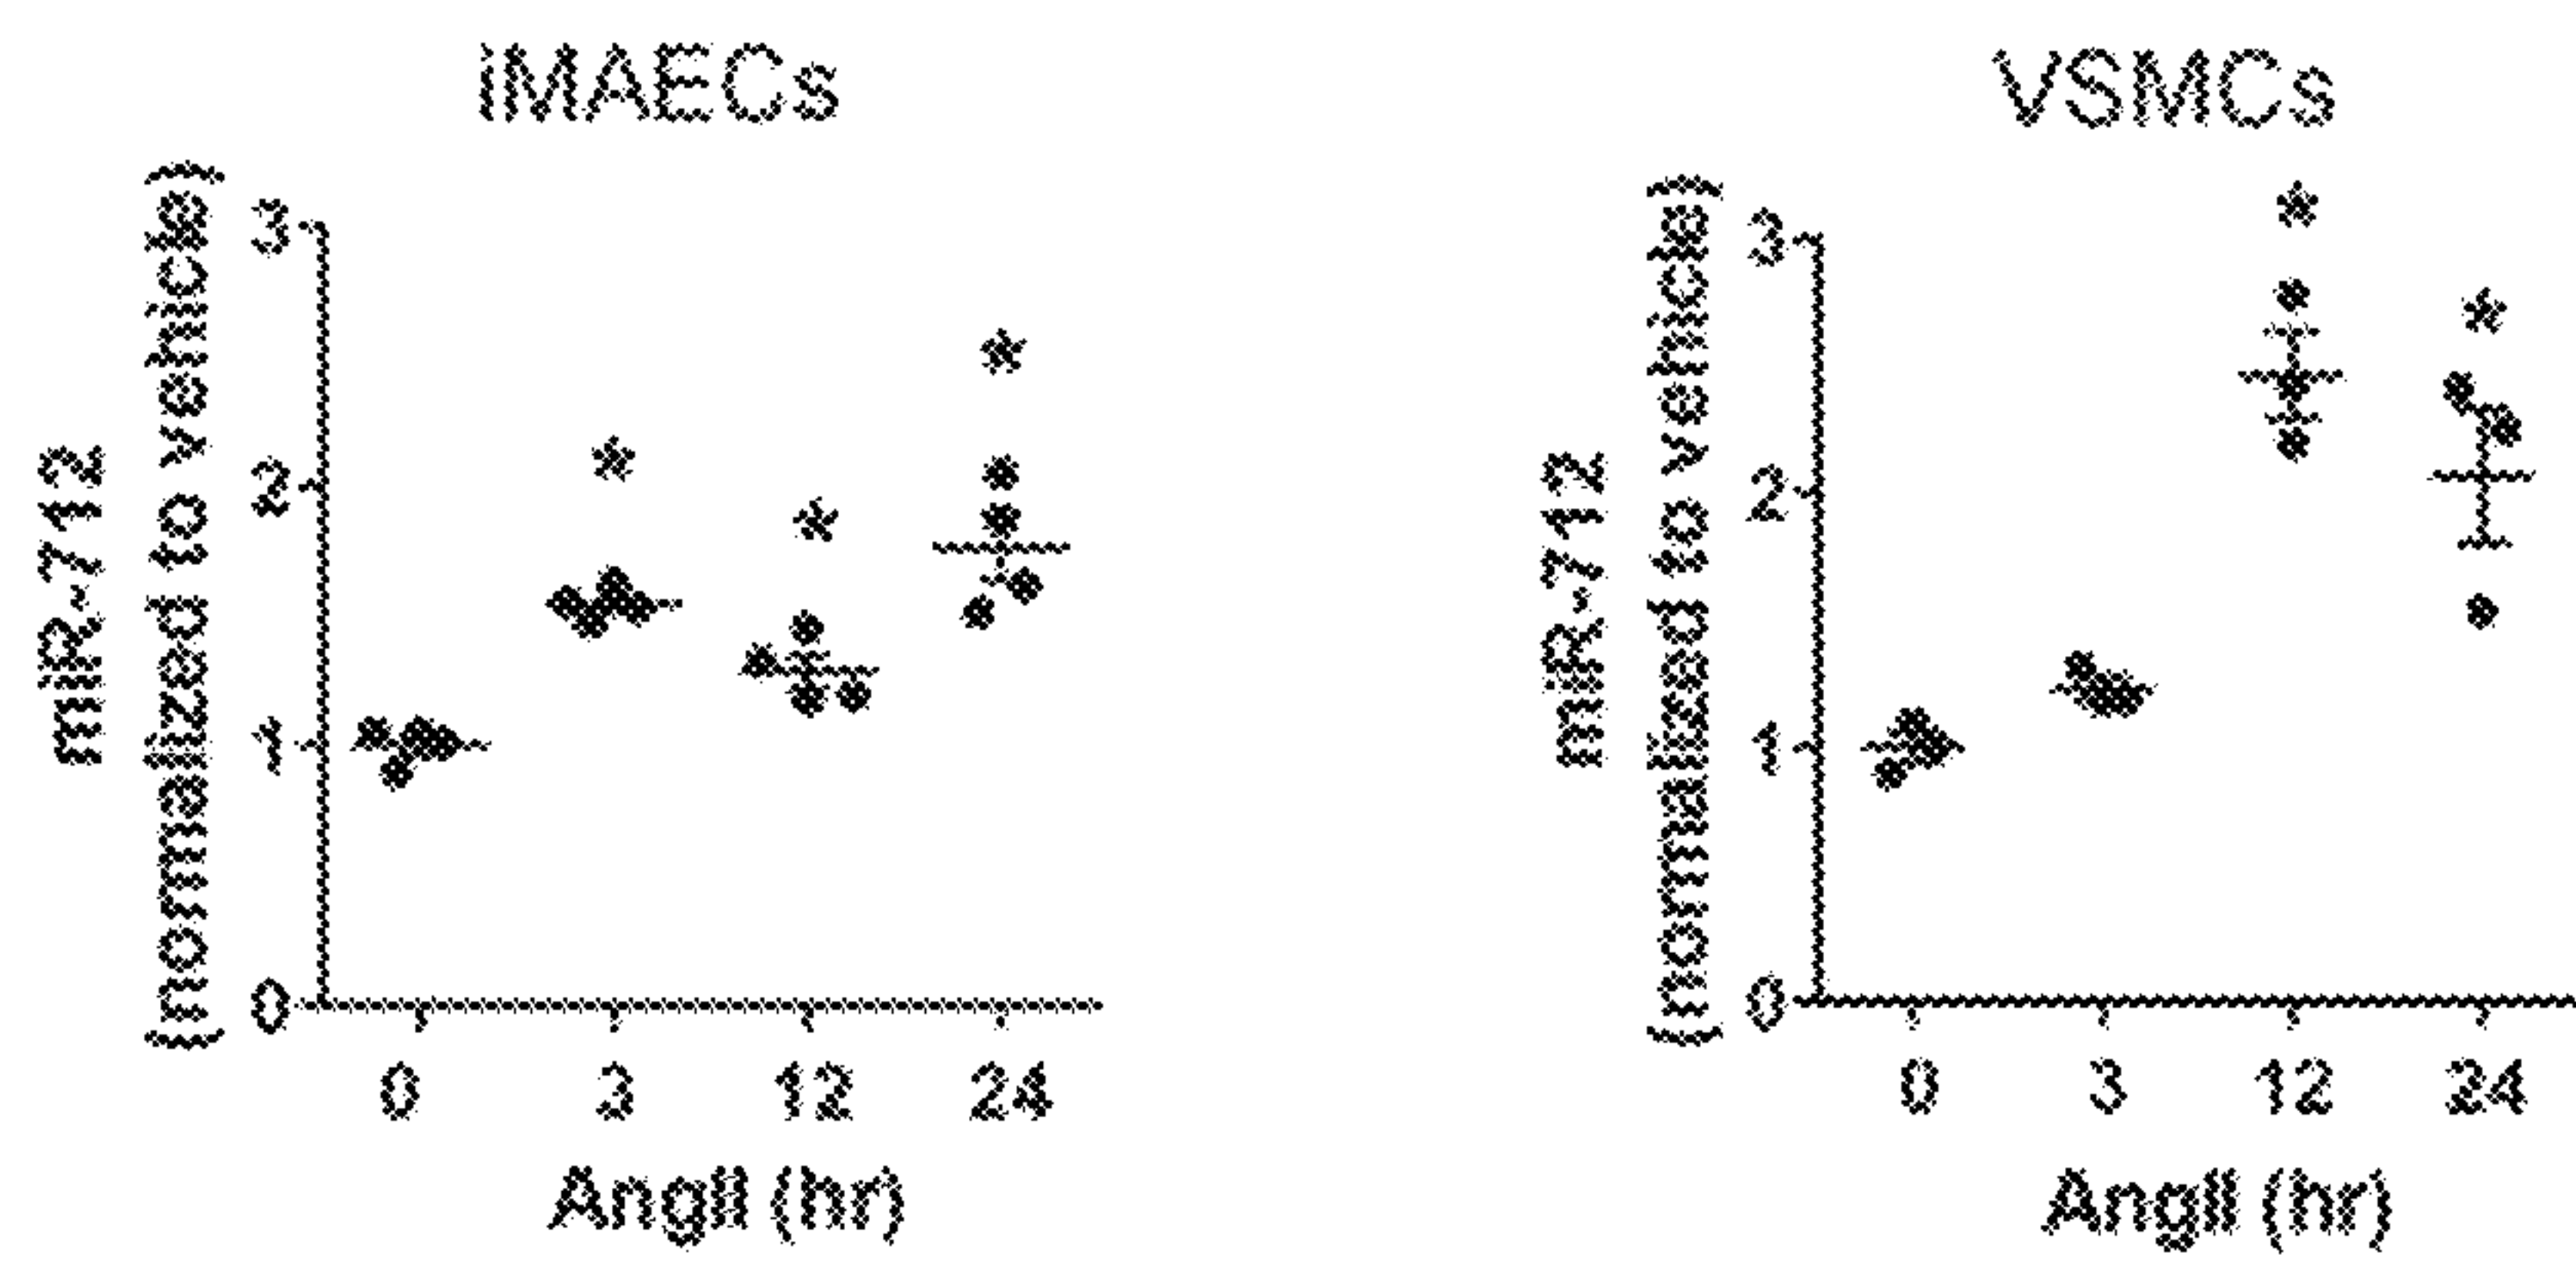 iMAECs
miR-712
(normalized to vehicle)
3
2
1
0
*
*
*
0 3 12 24
AngII (hr)
VSMCs
miR-712
(normalized to vehicle)
3
2
1
0
*
*
0 3 12 24
AngII (hr)